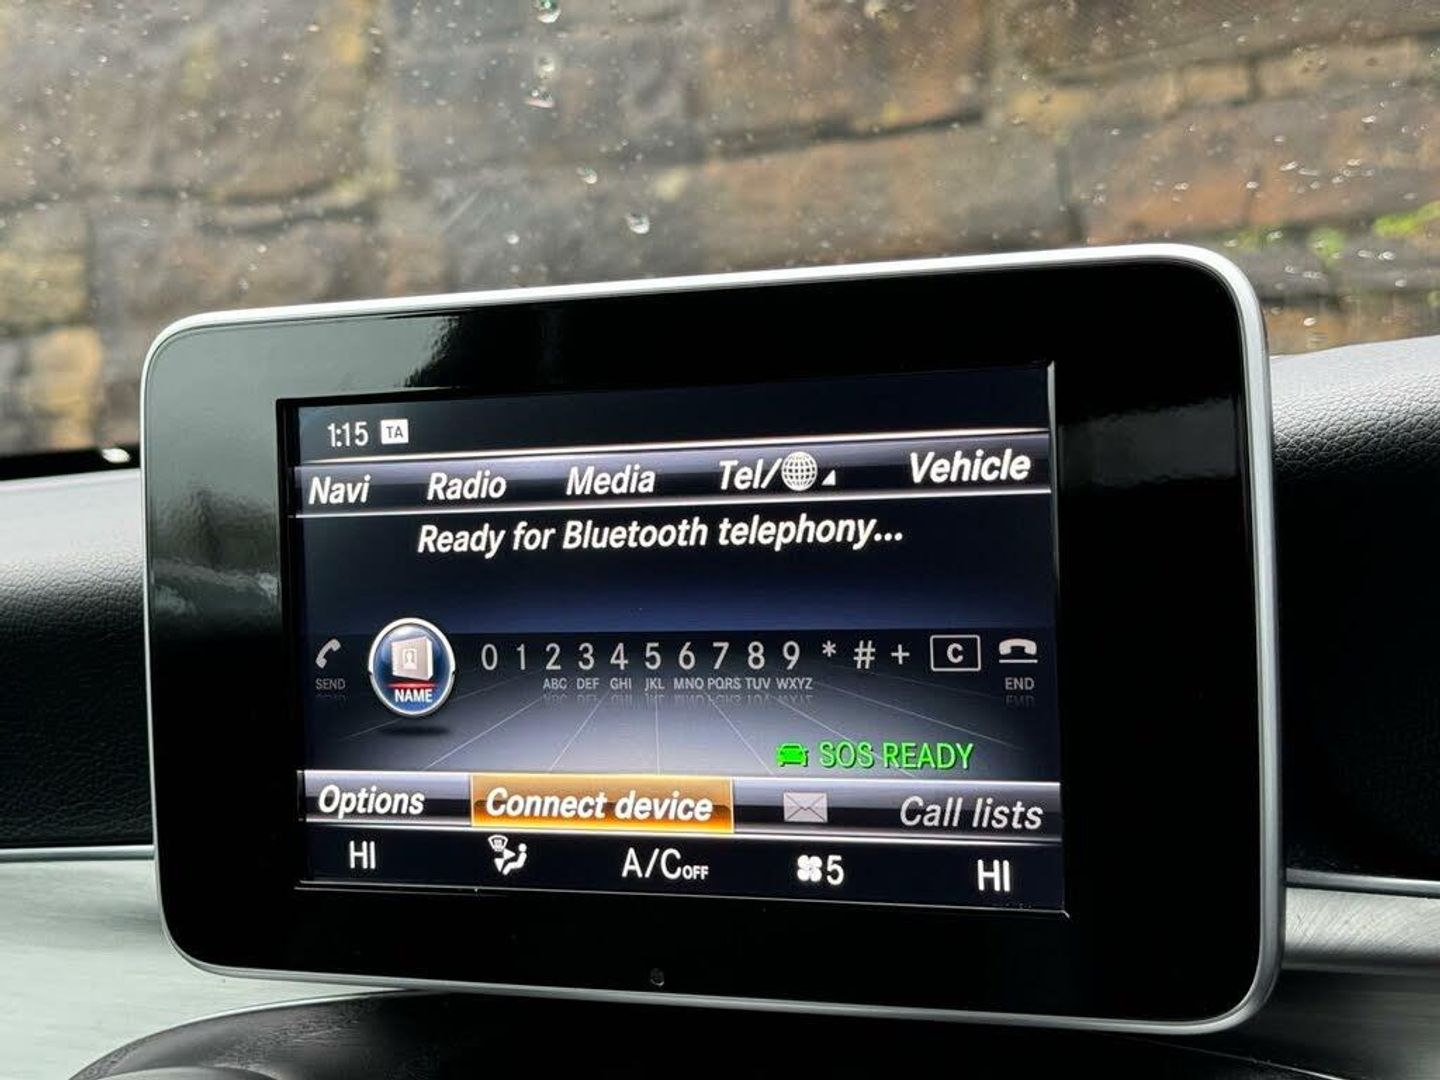 1:15 TA
Navi Radio Media Tel/ Vehicle
Ready for Bluetooth telephony...
0 1 2 3 4 5 6 7 8 9 * # + C
SEND NAME ABC DEF GHI JKL MNO PQRS TUV WXYZ END
SOS READY
Options Connect device Call lists
HI A/C OFF 5 HI